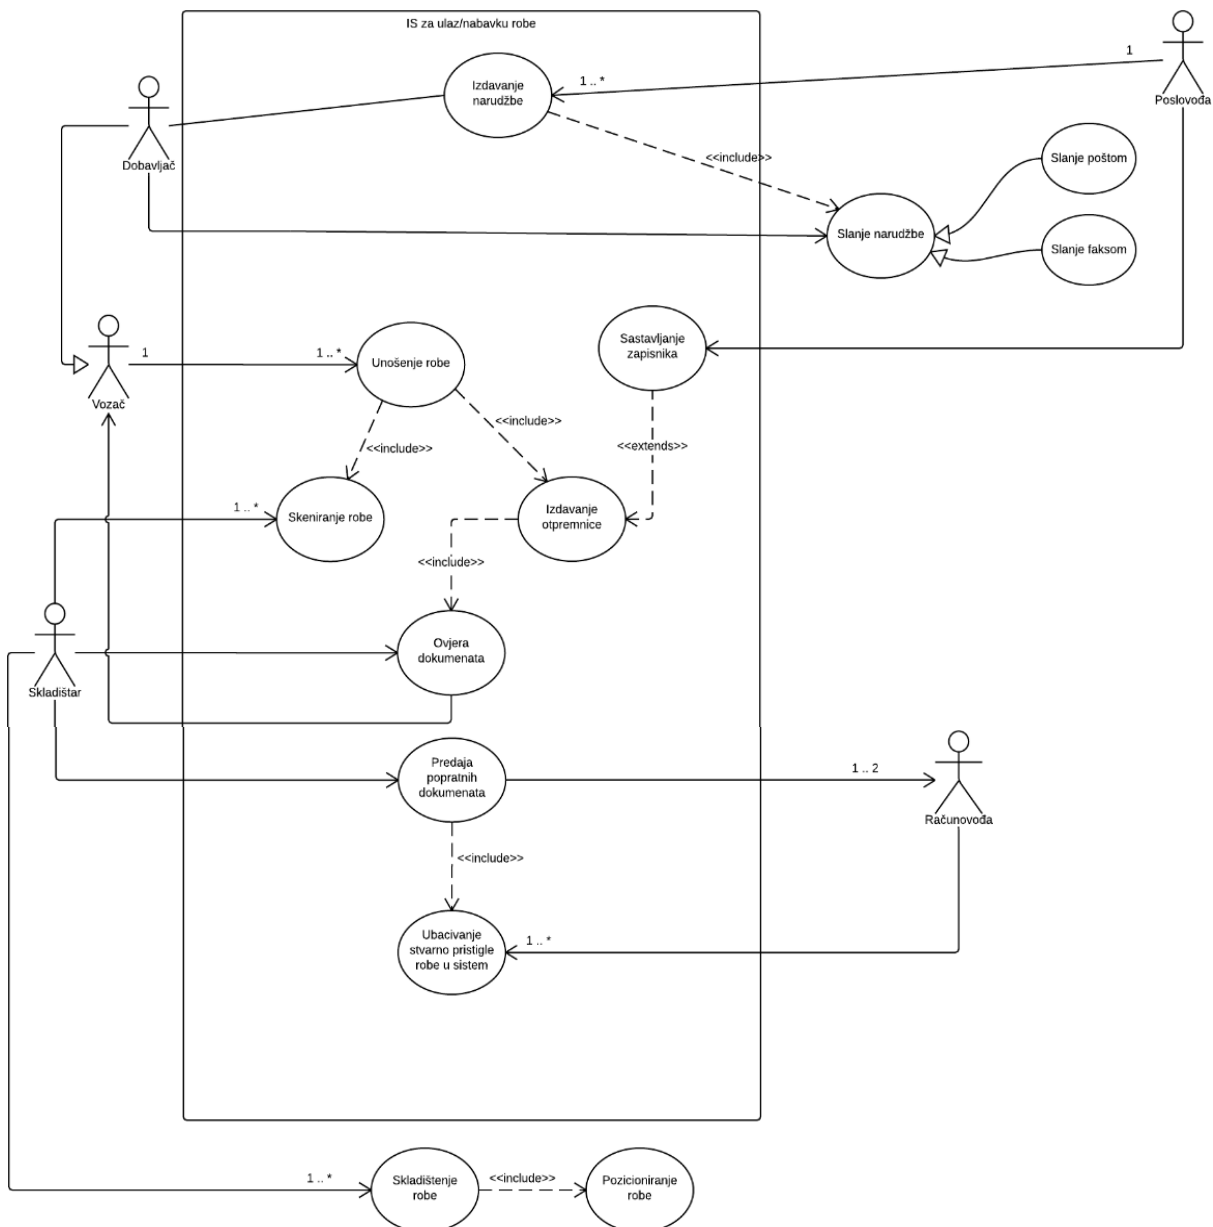 IS za ulaz/nabavku robe
Izdavanje
narudžbe
1 .. *
1
Poslovođa
Dobavljač
<<include>>
Slanje poštom
Slanje narudžbe
Slanje faksom
Vozač
1
1 .. *
Unošenje robe
Sastavljanje
zapisnika
<<include>>
<<include>>
<<extends>>
1 .. *
Skeniranje robe
Izdavanje
otpremnice
<<include>>
Skladištar
Ovjera
dokumenata
Predaja
popratnih
dokumenata
1 .. 2
Računovođa
<<include>>
Ubacivanje
stvarno pristigle
robe u sistem
1 .. *
1 .. *
Skladištenje
robe
<<include>>
Pozicioniranje
robe